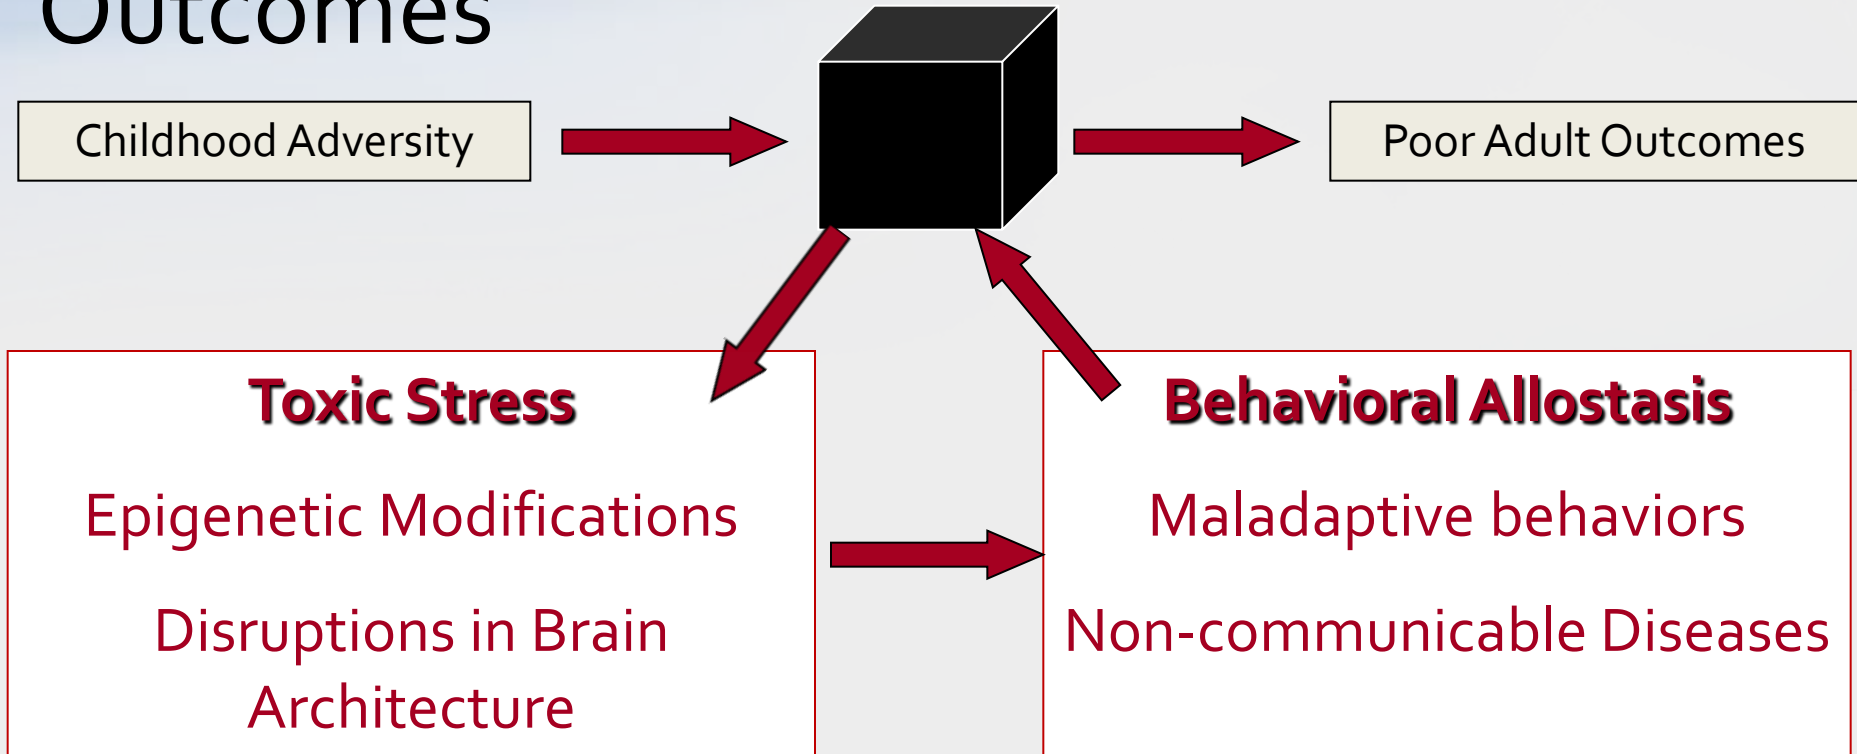 Outcomes
Childhood Adversity
Poor Adult Outcomes
Toxic Stress
Epigenetic Modifications
Disruptions in Brain
Architecture
Behavioral Allostasis
Maladaptive behaviors
Non-communicable Diseases